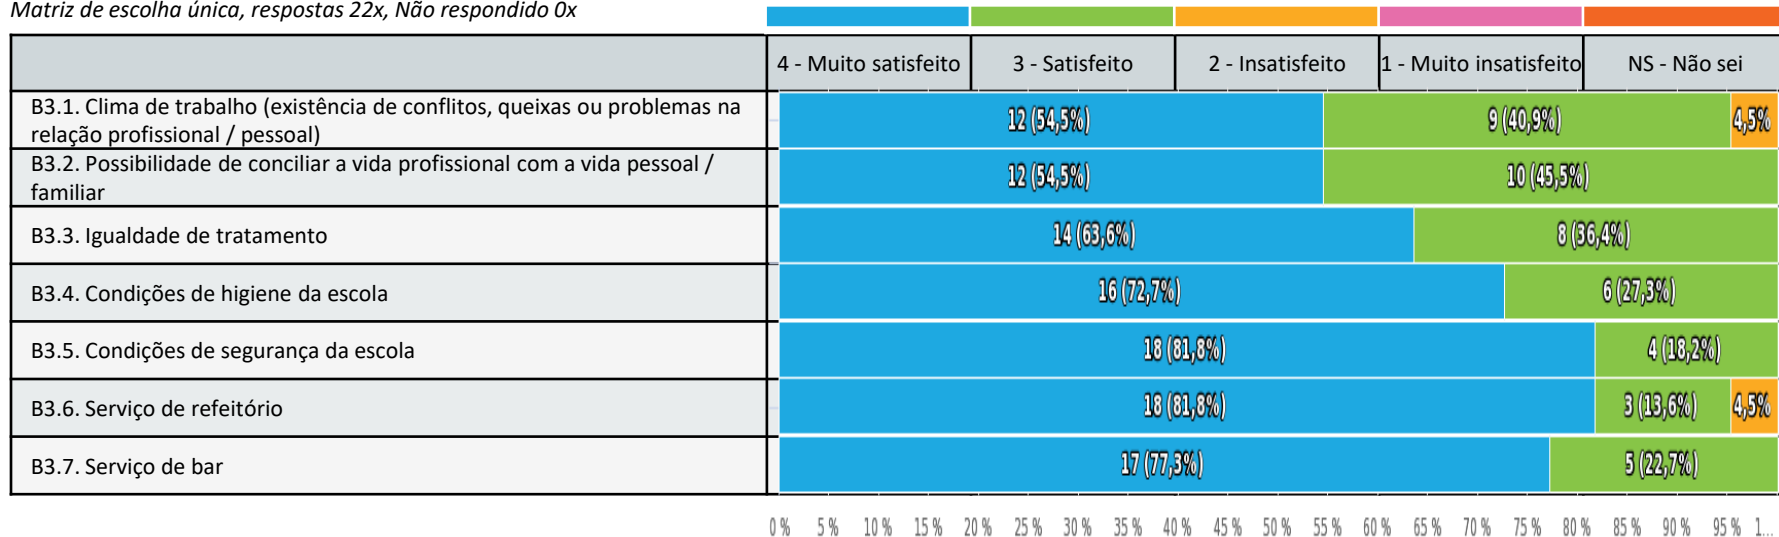 Matriz de escolha única, respostas 22x, Não respondido 0x
4 - Muito satisfeito 3 - Satisfeito 2 - Insatisfeito 1 - Muito insatisfeito NS - Não sei
B3.1. Clima de trabalho (existência de conflitos, queixas ou problemas na
relação profissional / pessoal)
12 (54,5%) 9 (40,9%) 4,5%
B3.2. Possibilidade de conciliar a vida profissional com a vida pessoal /
familiar
12 (54,5%) 10 (45,5%)
B3.3. Igualdade de tratamento 14 (63,6%) 8 (36,4%)
B3.4. Condições de higiene da escola 16 (72,7%) 6 (27,3%)
B3.5. Condições de segurança da escola 18 (81,8%) 4 (18,2%)
B3.6. Serviço de refeitório 18 (81,8%) 3 (13,6%) 4,5%
B3.7. Serviço de bar 17 (77,3%) 5 (22,7%)
0 % 5 % 10 % 15 % 20 % 25 % 30 % 35 % 40 % 45 % 50 % 55 % 60 % 65 % 70 % 75 % 80 % 85 % 90 % 95 % 1...